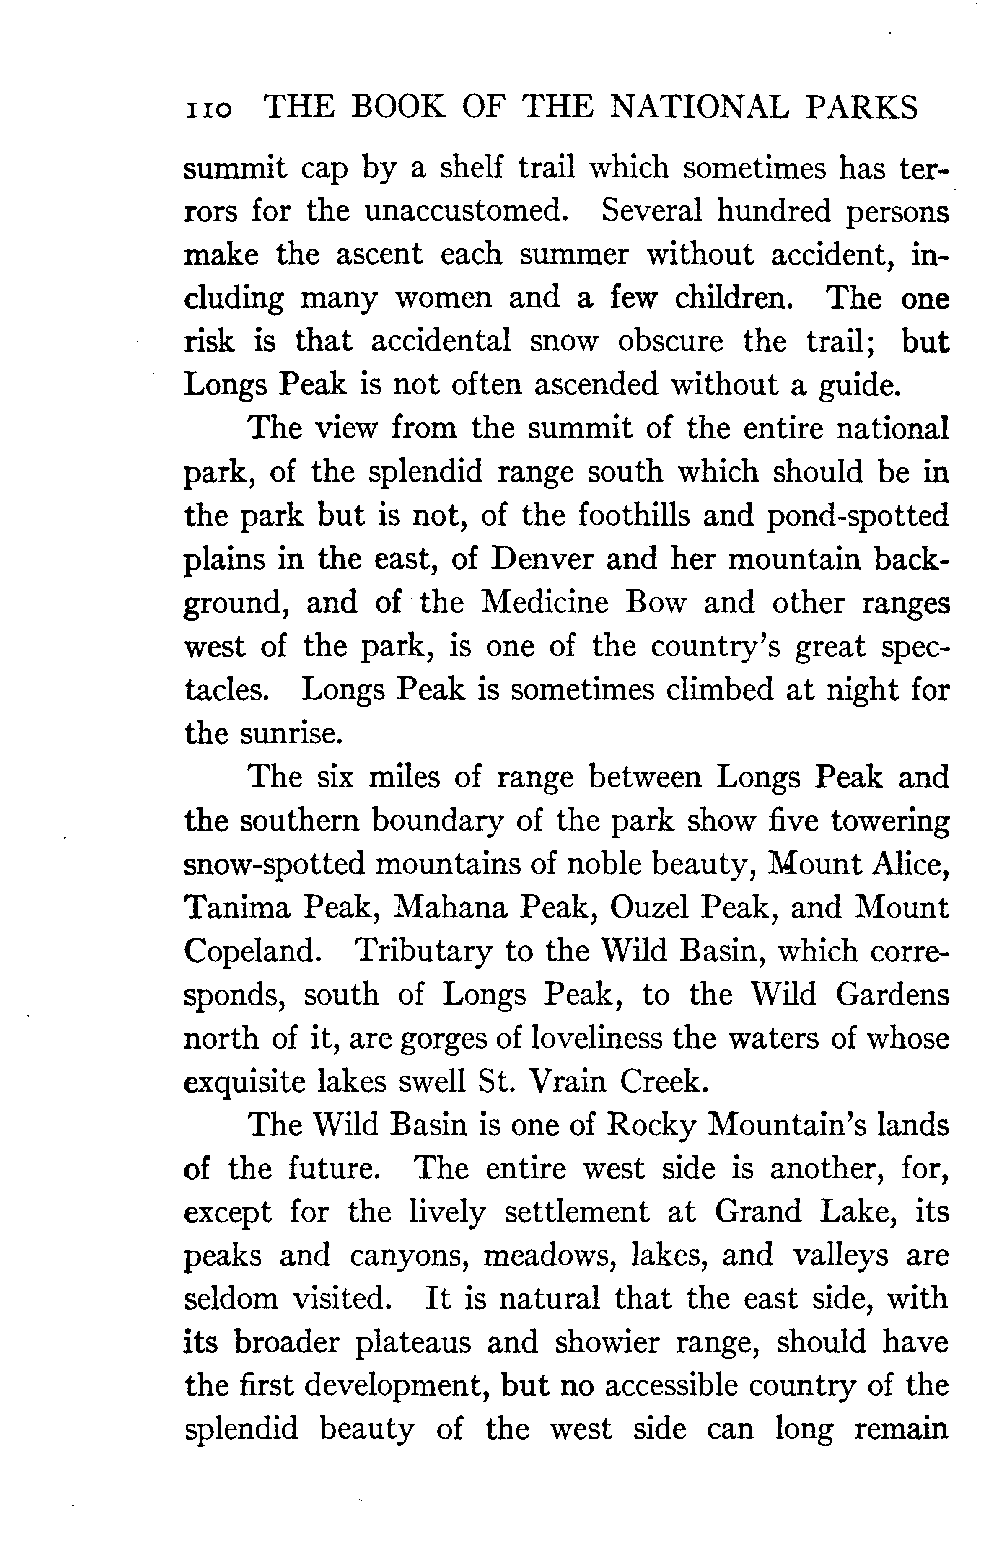 110 THE BOOK OF THE NATIONAL PARKS
summit cap by a shelf trail which sometimes has ter-
rors for the unaccustomed. Several hundred persons
make the ascent each summer without accident, in-
cluding many women and a few children. The one
risk is that accidental snow obscure the trail; but
Longs Peak is not often ascended without a guide.
The view from the summit of the entire national
park, of the splendid range south which should be in
the park but is not, of the foothills and pond-spotted
plains in the east, of Denver and her mountain back-
ground, and of the Medicine Bow and other ranges
west of the park, is one of the country's great spec-
tacles. Longs Peak is sometimes climbed at night for
the sunrise.
The six miles of range between Longs Peak and
the southern boundary of the park show five towering
snow-spotted mountains of noble beauty, Mount Alice,
Tanima Peak, Mahana Peak, Ouzel Peak, and Mount
Copeland. Tributary to the Wild Basin, which corre-
sponds, south of Longs Peak, to the Wild Gardens
north of it, are gorges of loveliness the waters of whose
exquisite lakes swell St. Vrain Creek.
The Wild Basin is one of Rocky Mountain's lands
of the future. The entire west side is another, for,
except for the lively settlement at Grand Lake, its
peaks and canyons, meadows, lakes, and valleys are
seldom visited. It is natural that the east side, with
its broader plateaus and showier range, should have
the first development, but no accessible country of the
splendid beauty of the west side can long remain